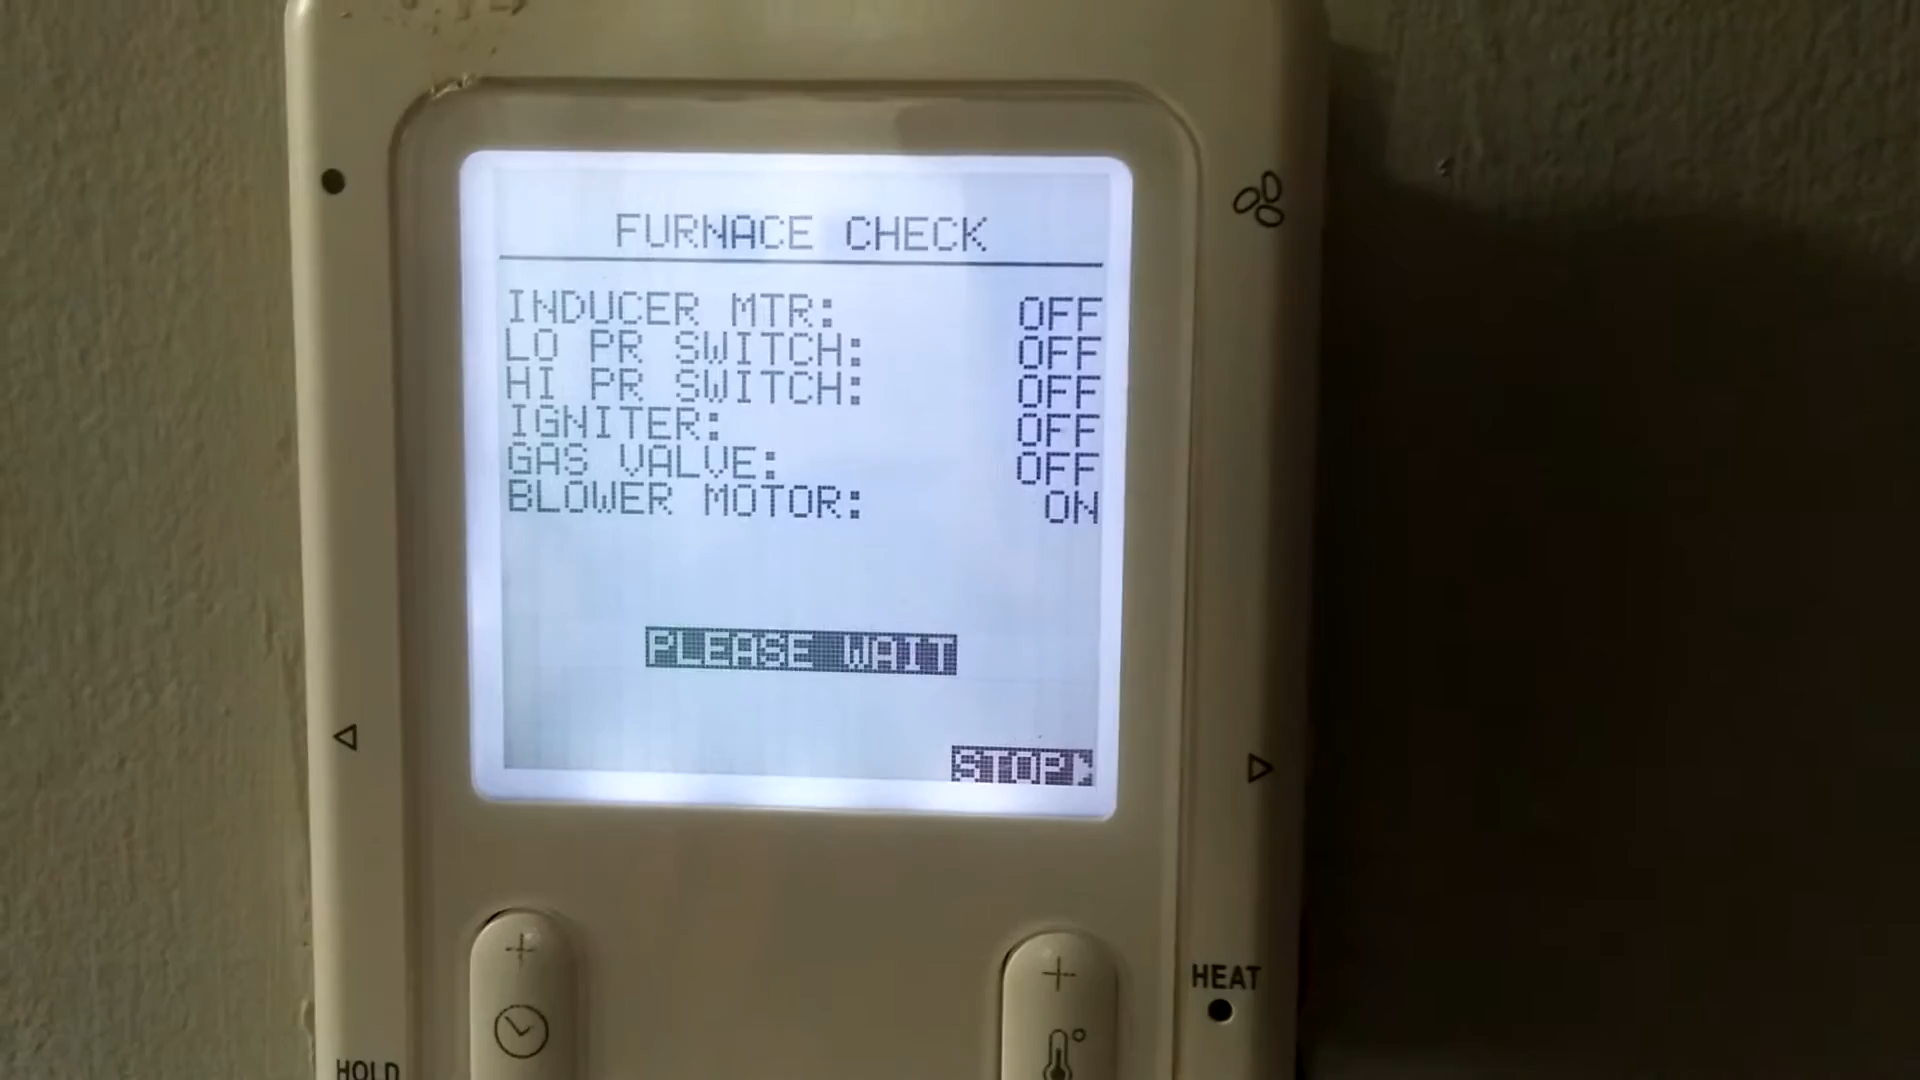 FURNACE CHECK
INDUCER MTR: OFF
LO PR SWITCH: OFF
HI PR SWITCH: OFF
IGNITER: OFF
GAS VALVE: OFF
BLOWER MOTOR: ON
PLEASE WAIT
STOP
HEAT
HOLD